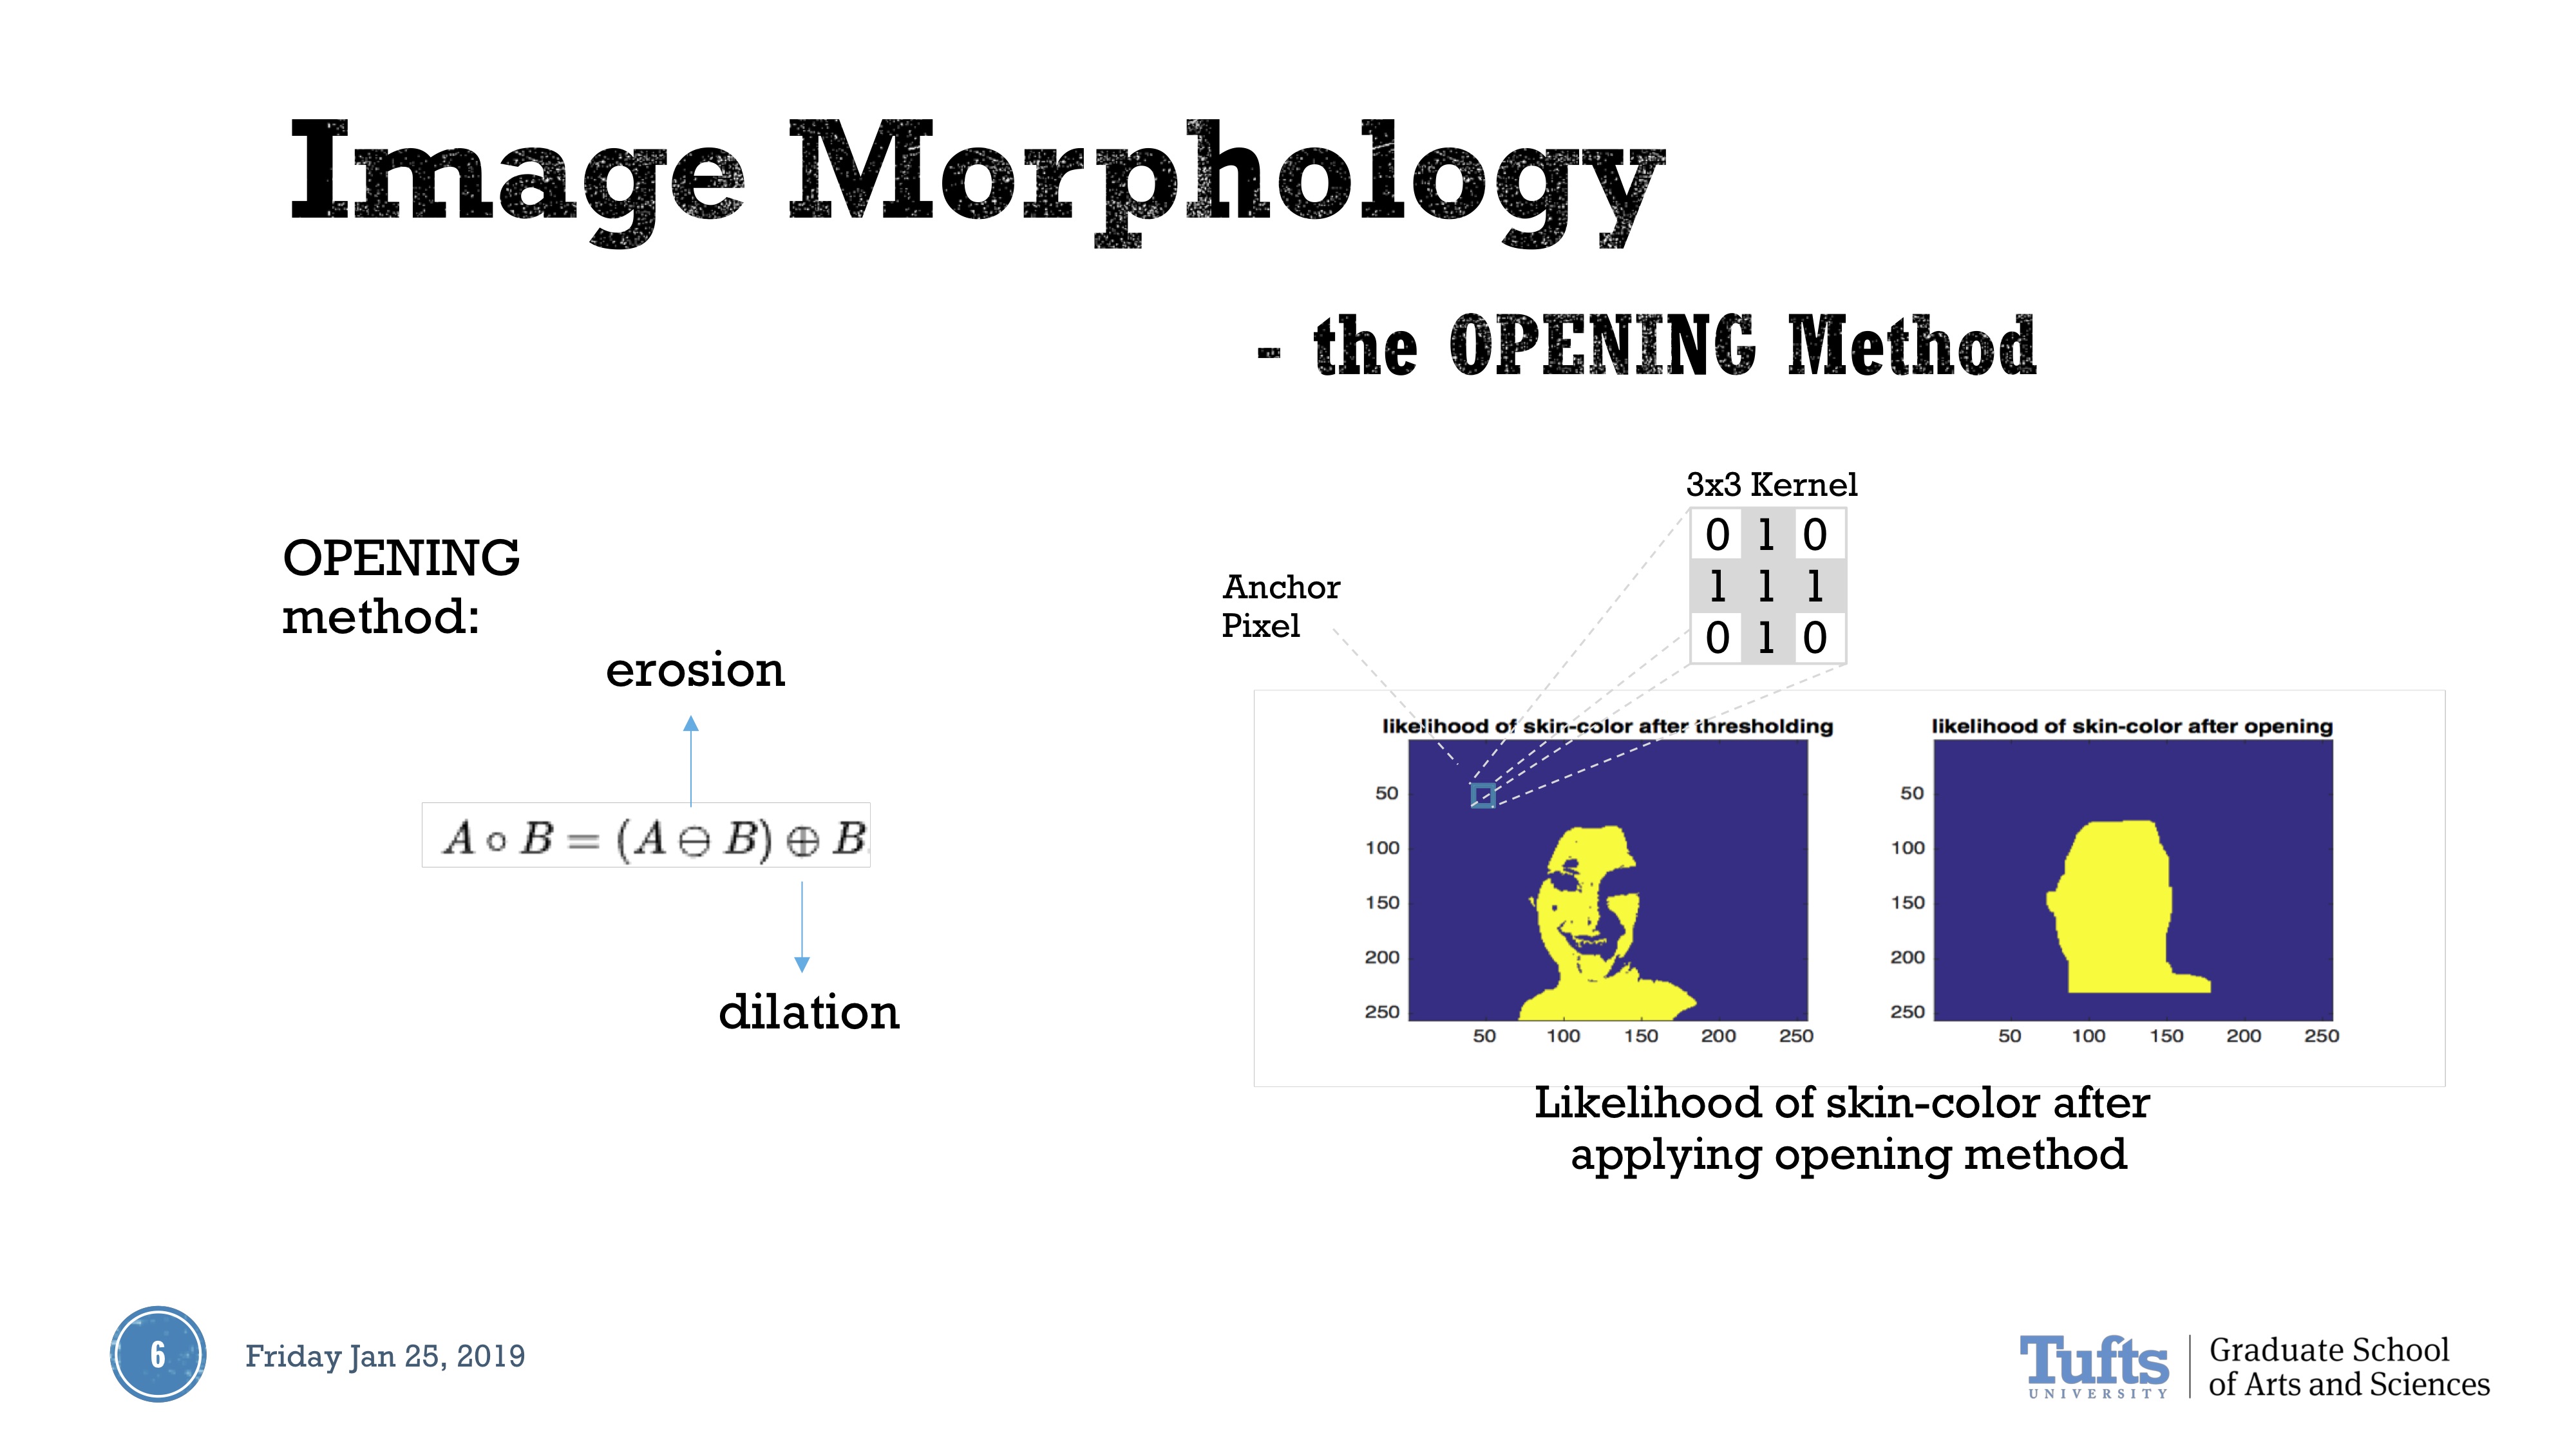 Image Morphology
- the OPENING Method
OPENING
method:
erosion
A ∘ B = (A ⊖ B) ⊕ B
dilation
3x3 Kernel
0 1 0
1 1 1
0 1 0
Anchor
Pixel
likelihood of skin-color after thresholding
50
100
150
200
250
50 100 150 200 250
likelihood of skin-color after opening
50
100
150
200
250
50 100 150 200 250
Likelihood of skin-color after
applying opening method
6
Friday Jan 25, 2019
Tufts
UNIVERSITY
Graduate School
of Arts and Sciences